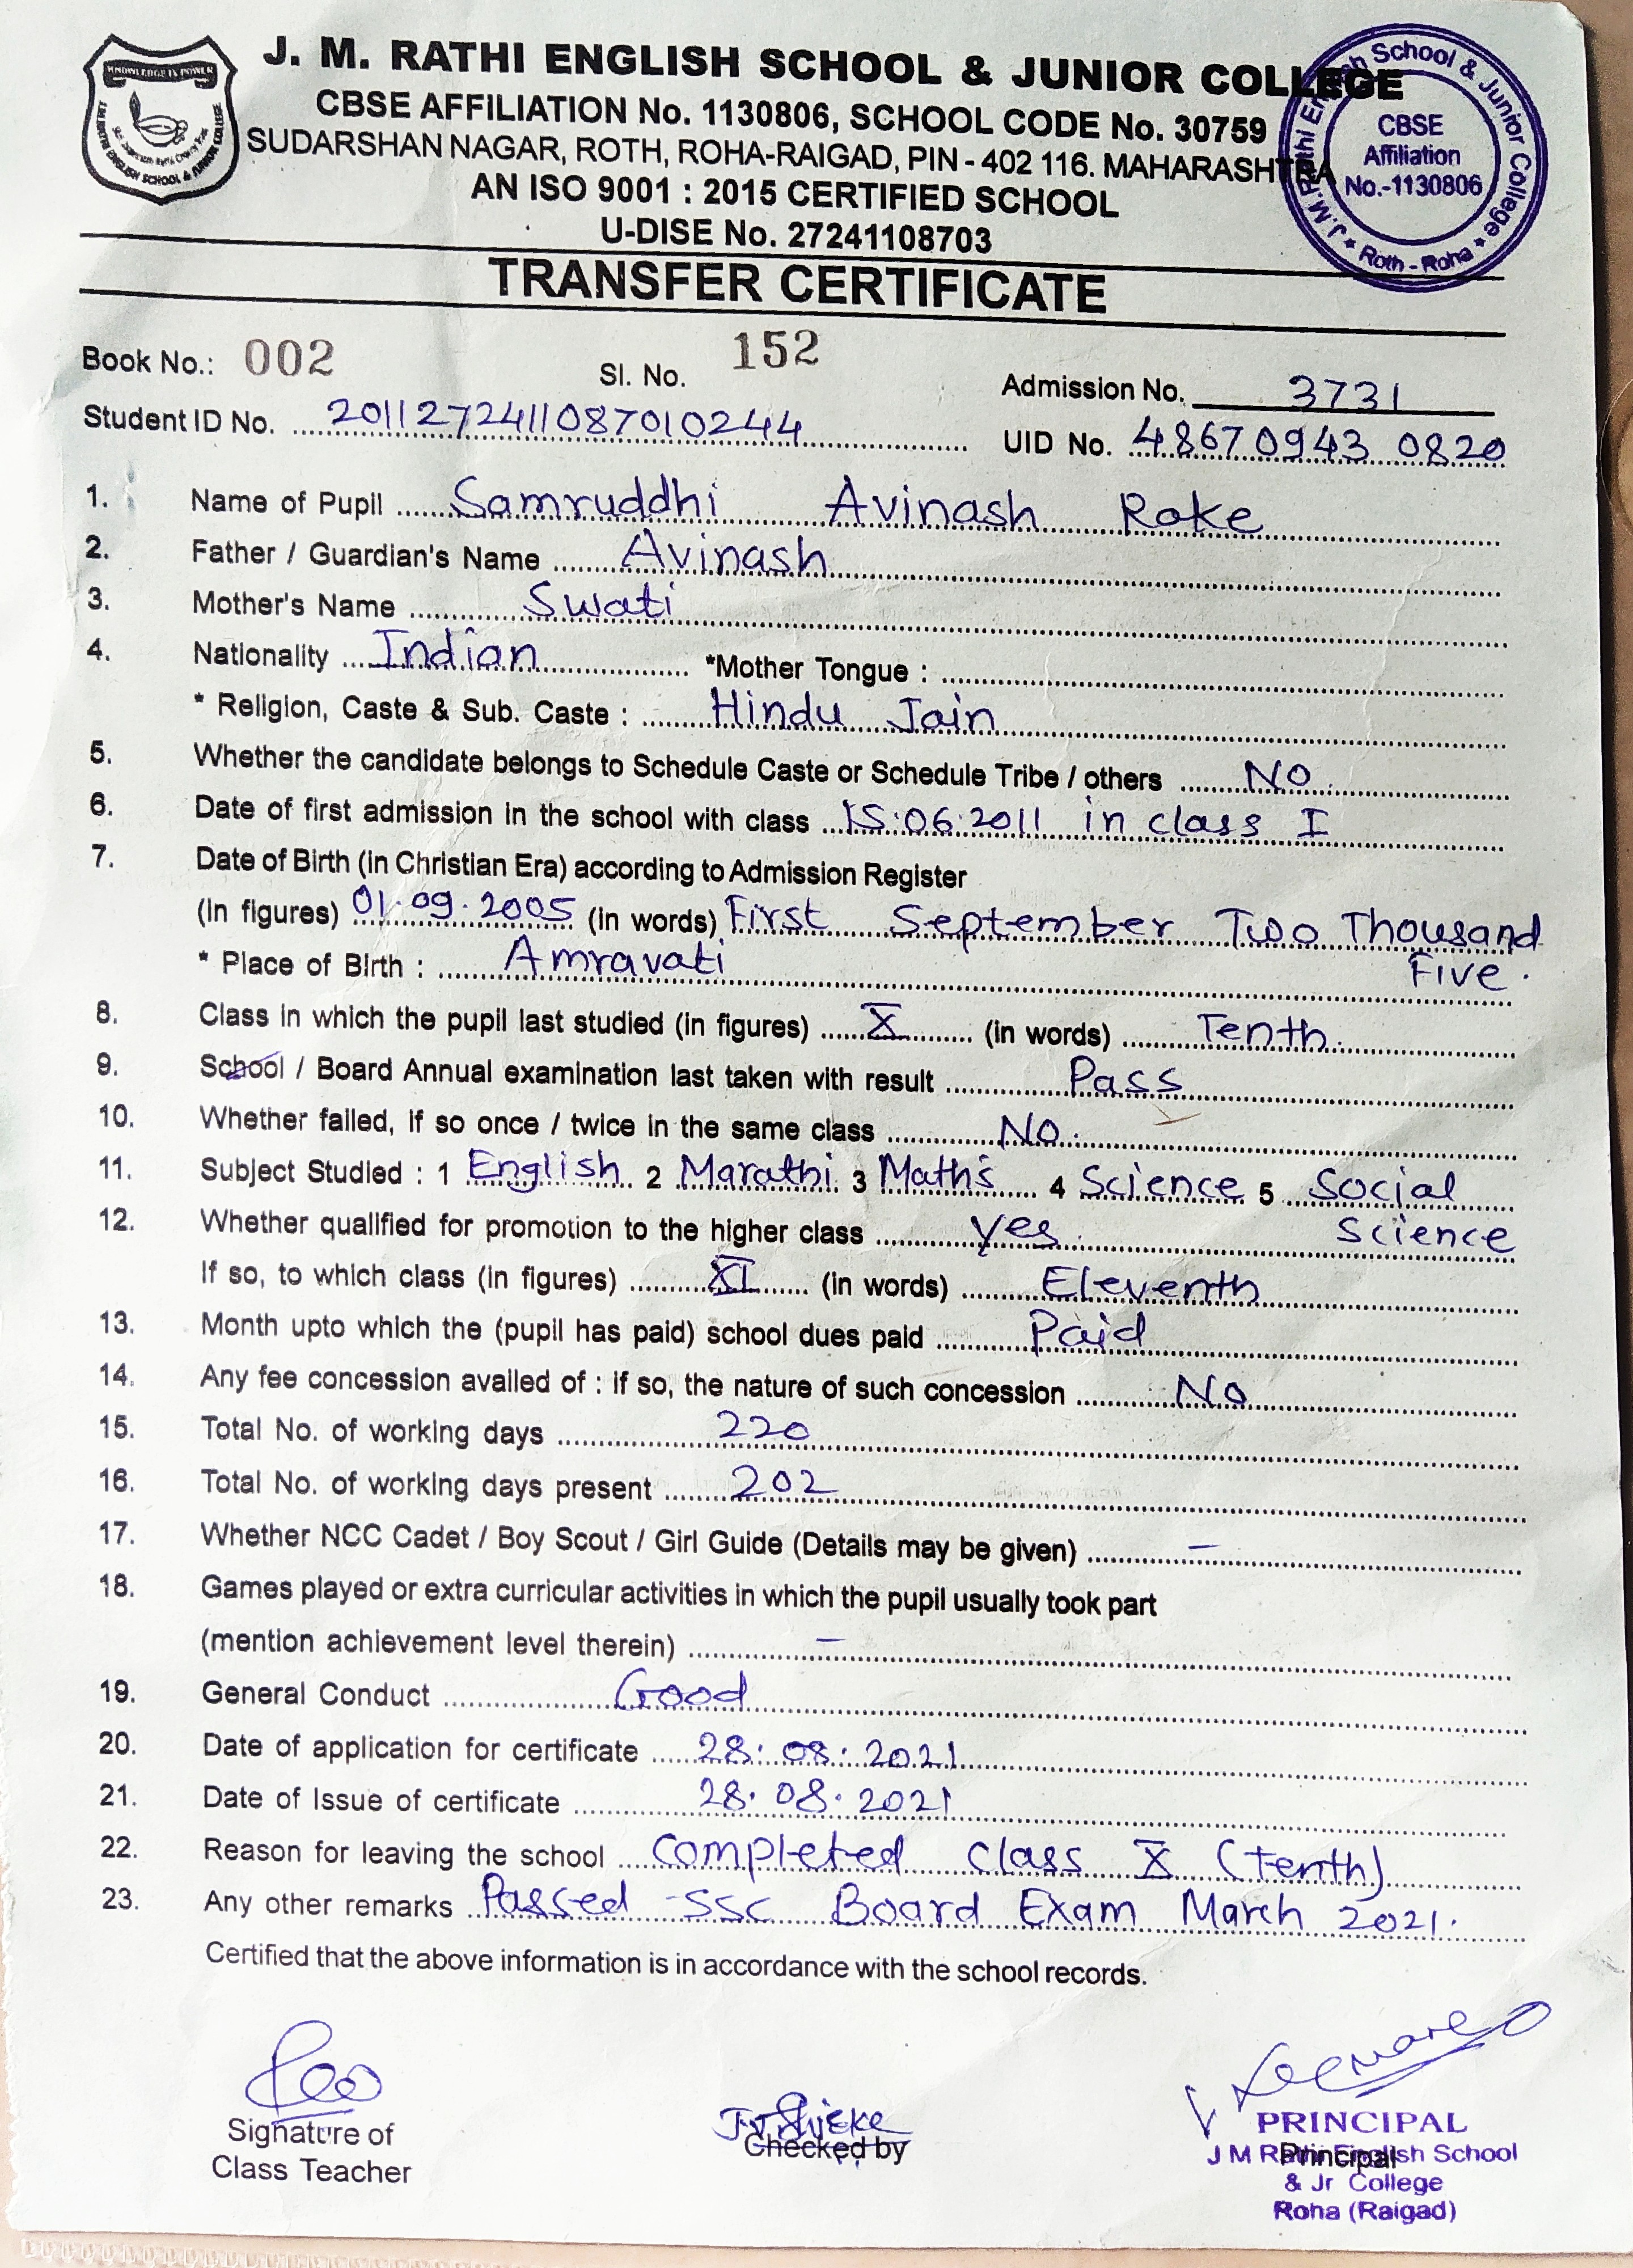 KNOWLEDGE IS POWER
J. M. RATHI ENGLISH SCHOOL & JUNIOR COLLEGE
CBSE AFFILIATION No. 1130806, SCHOOL CODE No. 30759
SUDARSHAN NAGAR, ROTH, ROHA-RAIGAD, PIN - 402 116. MAHARASHTRA
AN ISO 9001 : 2015 CERTIFIED SCHOOL
U-DISE No. 27241108703
J.M. Rathi English School & Junior College
CBSE
Affiliation
No.-1130806
Roth - Roha
TRANSFER CERTIFICATE
Book No.: 002 Sl. No. 152 Admission No. 3731
Student ID No. 2011272411087010244 UID No. 48670943 0820
1. Name of Pupil Samruddhi Avinash Roke
2. Father / Guardian's Name Avinash
3. Mother's Name Swati
4. Nationality Indian *Mother Tongue :
* Religion, Caste & Sub. Caste : Hindu Jain
5. Whether the candidate belongs to Schedule Caste or Schedule Tribe / others No.
6. Date of first admission in the school with class 15.06.2011 in class I
7. Date of Birth (in Christian Era) according to Admission Register
(in figures) 01.09.2005 (in words) First September Two Thousand
* Place of Birth : Amravati Five.
8. Class in which the pupil last studied (in figures) X (in words) Tenth.
9. School / Board Annual examination last taken with result Pass
10. Whether failed, if so once / twice in the same class No.
11. Subject Studied : 1 English 2 Marathi 3 Maths 4 Science 5 Social
12. Whether qualified for promotion to the higher class yes. Science
If so, to which class (in figures) XI (in words) Eleventh
13. Month upto which the (pupil has paid) school dues paid Paid
14. Any fee concession availed of : if so, the nature of such concession No
15. Total No. of working days 220
16. Total No. of working days present 202
17. Whether NCC Cadet / Boy Scout / Girl Guide (Details may be given) –
18. Games played or extra curricular activities in which the pupil usually took part
(mention achievement level therein) –
19. General Conduct Good
20. Date of application for certificate 28.08.2021
21. Date of Issue of certificate 28.08.2021
22. Reason for leaving the school Completed Class X (tenth)
23. Any other remarks Passed SSC Board Exam March 2021.
Certified that the above information is in accordance with the school records.
Signature of
Class Teacher
Checked by
PRINCIPAL
J M Rathi English School
Principal
& Jr College
Roha (Raigad)